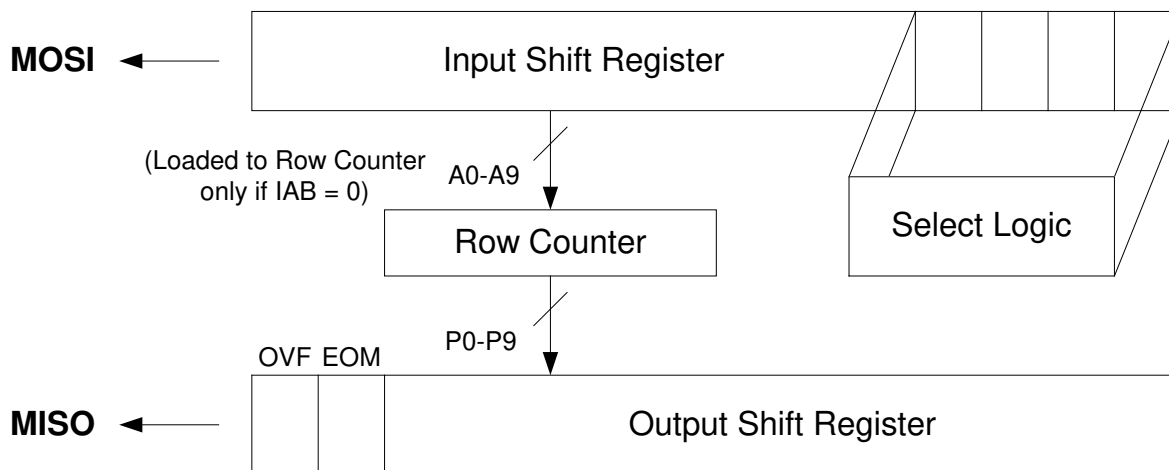 MOSI
Input Shift Register
(Loaded to Row Counter
only if IAB = 0)
A0-A9
Select Logic
Row Counter
P0-P9
OVF EOM
MISO
Output Shift Register